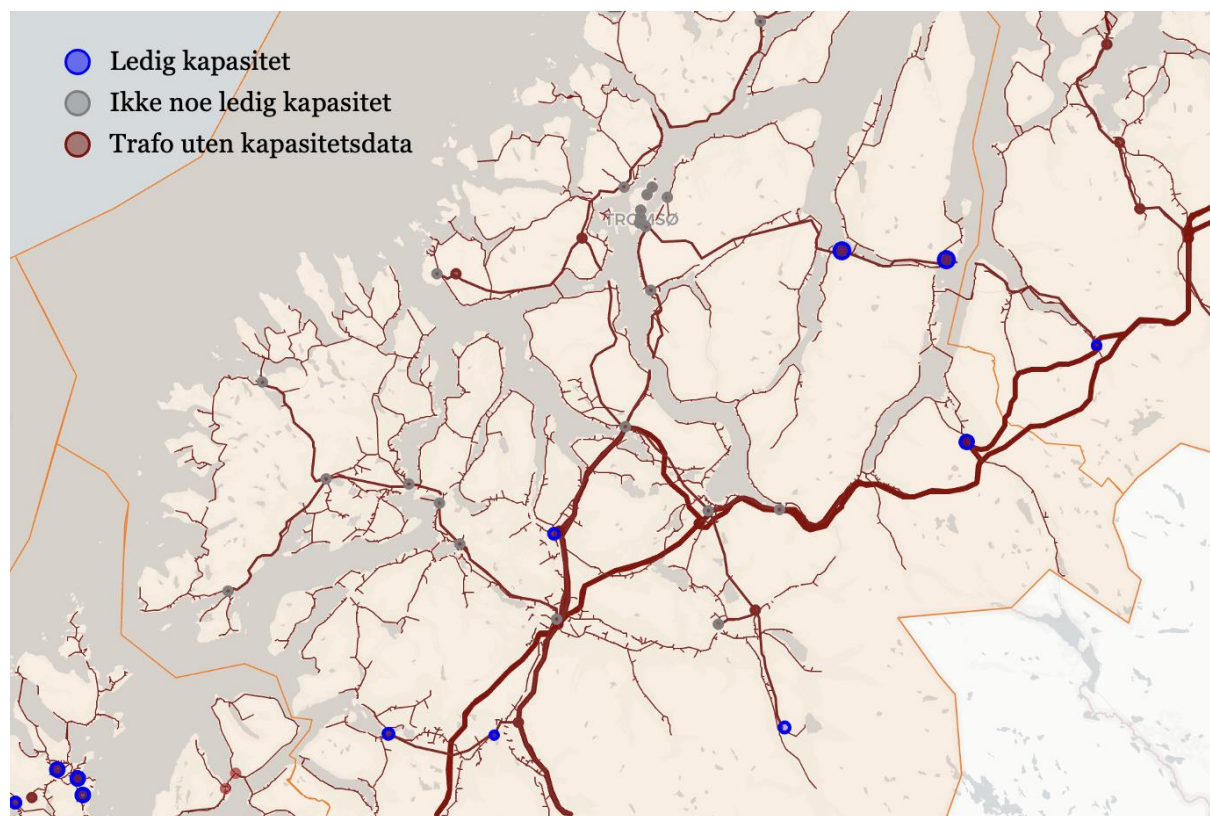 Ledig kapasitet
Ikke noe ledig kapasitet
Trafo uten kapasitetsdata
TROMSØ